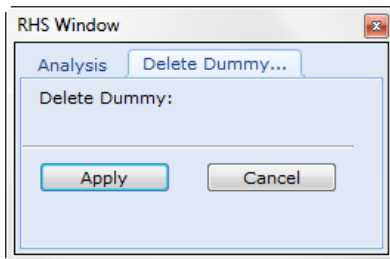 RHS Window
Analysis Delete Dummy...
Delete Dummy:
Apply Cancel